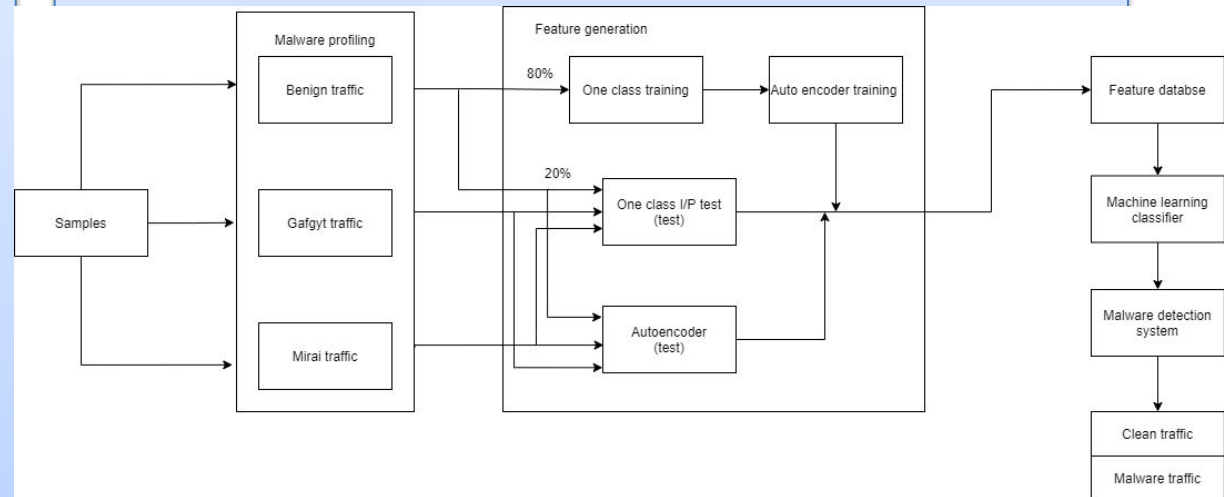 Malware profiling
Feature generation
Benign traffic
80%
One class training
Auto encoder training
Feature databse
20%
Samples
Gafgyt traffic
One class I/P test
(test)
Machine learning
classifier
Mirai traffic
Autoencoder
(test)
Malware detection
system
Clean traffic
Malware traffic